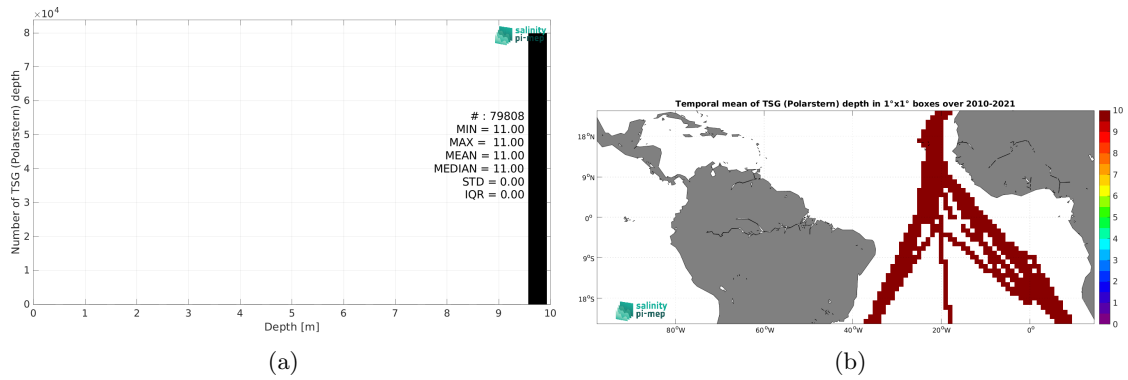 ×10⁴
8
7
6
5
4
3
2
1
0
Number of TSG (Polarstern) depth
salinity
pi-mep
# : 79808
MIN = 11.00
MAX = 11.00
MEAN = 11.00
MEDIAN = 11.00
STD = 0.00
IQR = 0.00
0 1 2 3 4 5 6 7 8 9 10
Depth [m]
(a)
Temporal mean of TSG (Polarstern) depth in 1°x1° boxes over 2010-2021
18°N
9°N
0°
9°S
18°S
salinity
pi-mep
80°W 60°W 40°W 20°W 0°
10
9
8
7
6
5
4
3
2
1
0
(b)